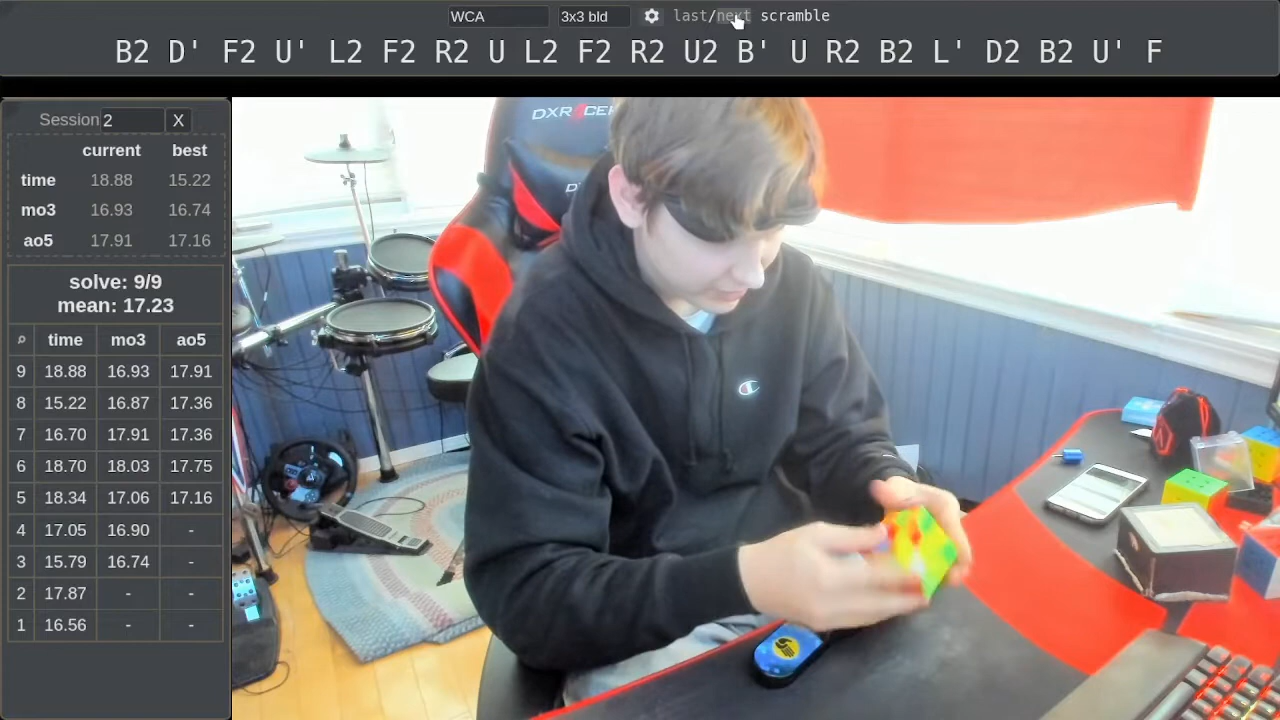 WCA 3x3 bld last/next scramble
B2 D' F2 U' L2 F2 R2 U L2 F2 R2 U2 B' U R2 B2 L' D2 B2 U' F
Session 2 X
current best
time 18.88 15.22
mo3 16.93 16.74
ao5 17.91 17.16
solve: 9/9
mean: 17.23
time mo3 ao5
9 18.88 16.93 17.91
8 15.22 16.87 17.36
7 16.70 17.91 17.36
6 18.70 18.03 17.75
5 18.34 17.06 17.16
4 17.05 16.90 -
3 15.79 16.74 -
2 17.87 - -
1 16.56 - -
DXRACER